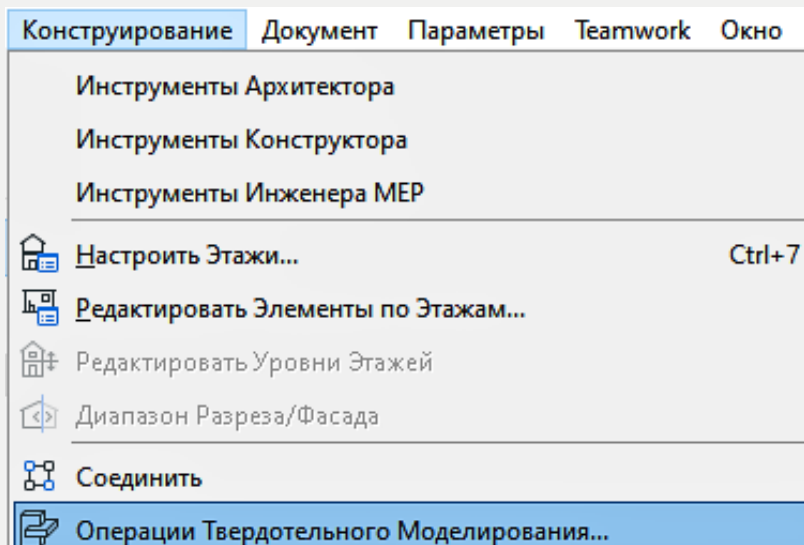 Конструирование Документ Параметры Teamwork Окно
Инструменты Архитектора
Инструменты Конструктора
Инструменты Инженера MEP
Настроить Этажи... Ctrl+7
Редактировать Элементы по Этажам...
Редактировать Уровни Этажей
Диапазон Разреза/Фасада
Соединить
Операции Твердотельного Моделирования...